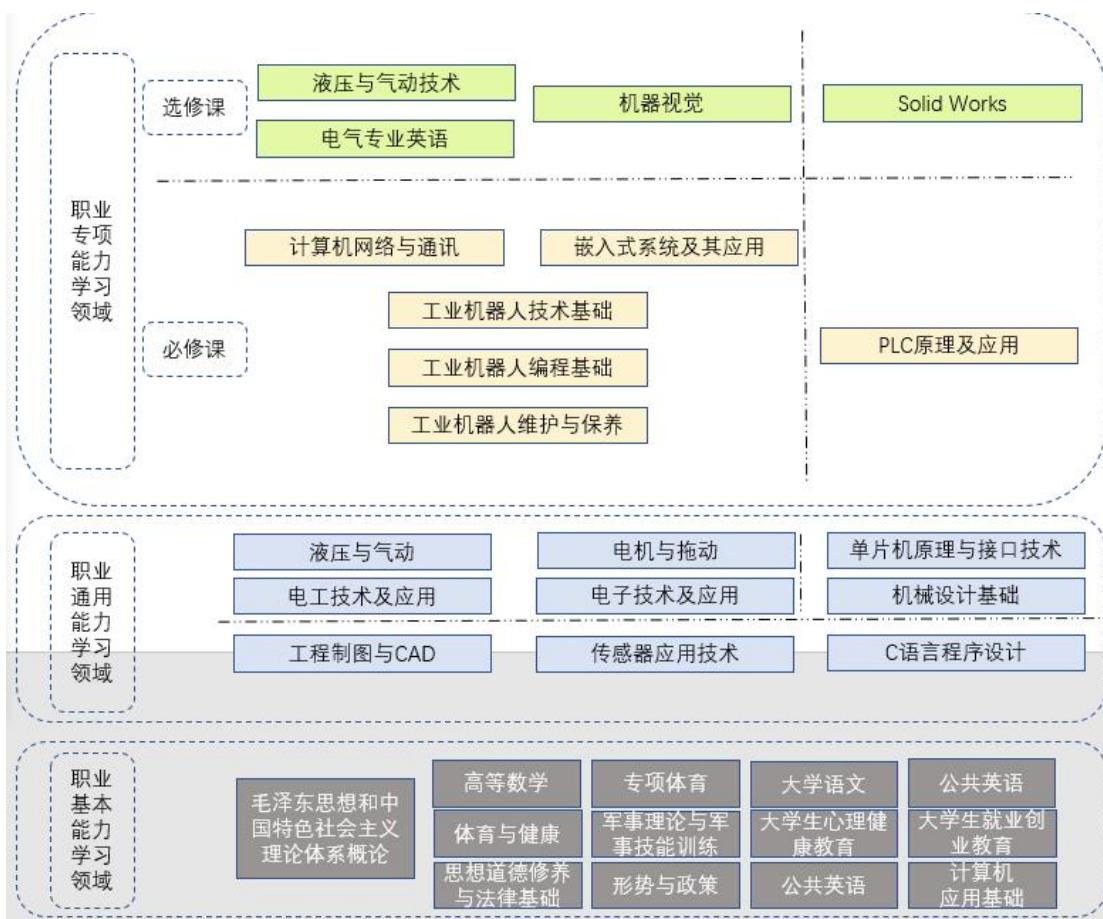 职业
专项
能力
学习
领域
选修课
液压与气动技术
电气专业英语
机器视觉
Solid Works
必修课
计算机网络与通讯
嵌入式系统及其应用
工业机器人技术基础
工业机器人编程基础
工业机器人维护与保养
PLC原理及应用
职业
通用
能力
学习
领域
液压与气动
电机与拖动
单片机原理与接口技术
电工技术及应用
电子技术及应用
机械设计基础
工程制图与CAD
传感器应用技术
C语言程序设计
职业
基本
能力
学习
领域
毛泽东思想和中
国特色社会主义
理论体系概论
高等数学
专项体育
大学语文
公共英语
体育与健康
军事理论与军
事技能训练
大学生心理健
康教育
大学生就业创
业教育
思想道德修养
与法律基础
形势与政策
公共英语
计算机
应用基础